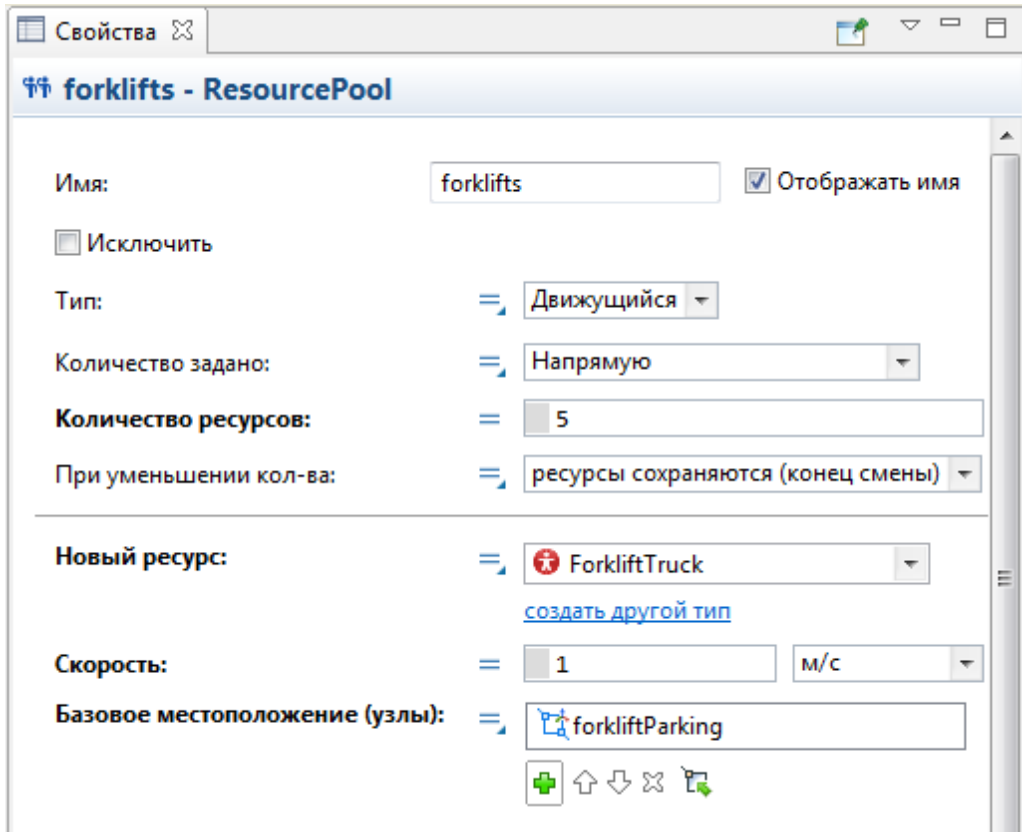 Свойства
forklifts - ResourcePool
Имя: forklifts Отображать имя
Исключить
Тип: Движущийся
Количество задано: Напрямую
Количество ресурсов: 5
При уменьшении кол-ва: ресурсы сохраняются (конец смены)
Новый ресурс: ForkliftTruck
создать другой тип
Скорость: 1 м/с
Базовое местоположение (узлы): forkliftParking